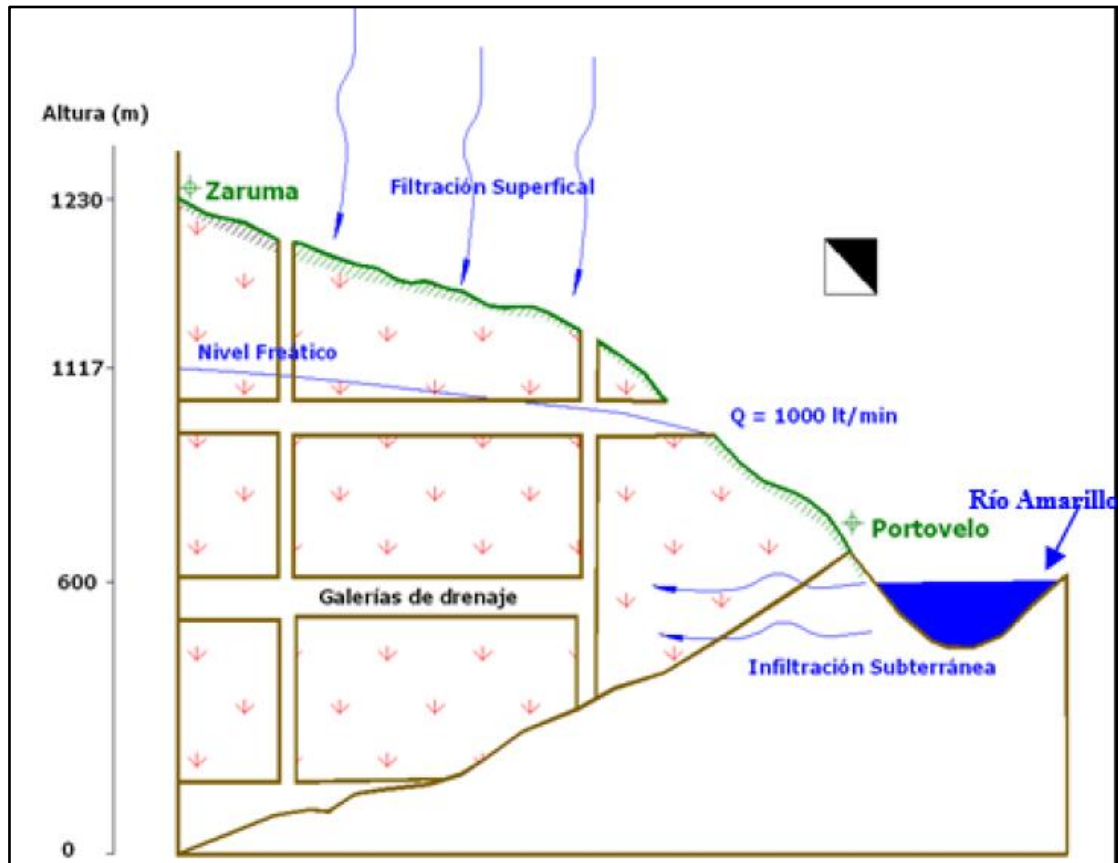 Altura (m)
Zaruma
1230
Filtración Superfical
Nivel Freático
1117
Q = 1000 lt/min
Río Amarillo
Portovelo
600
Galerías de drenaje
Infiltración Subterránea
0